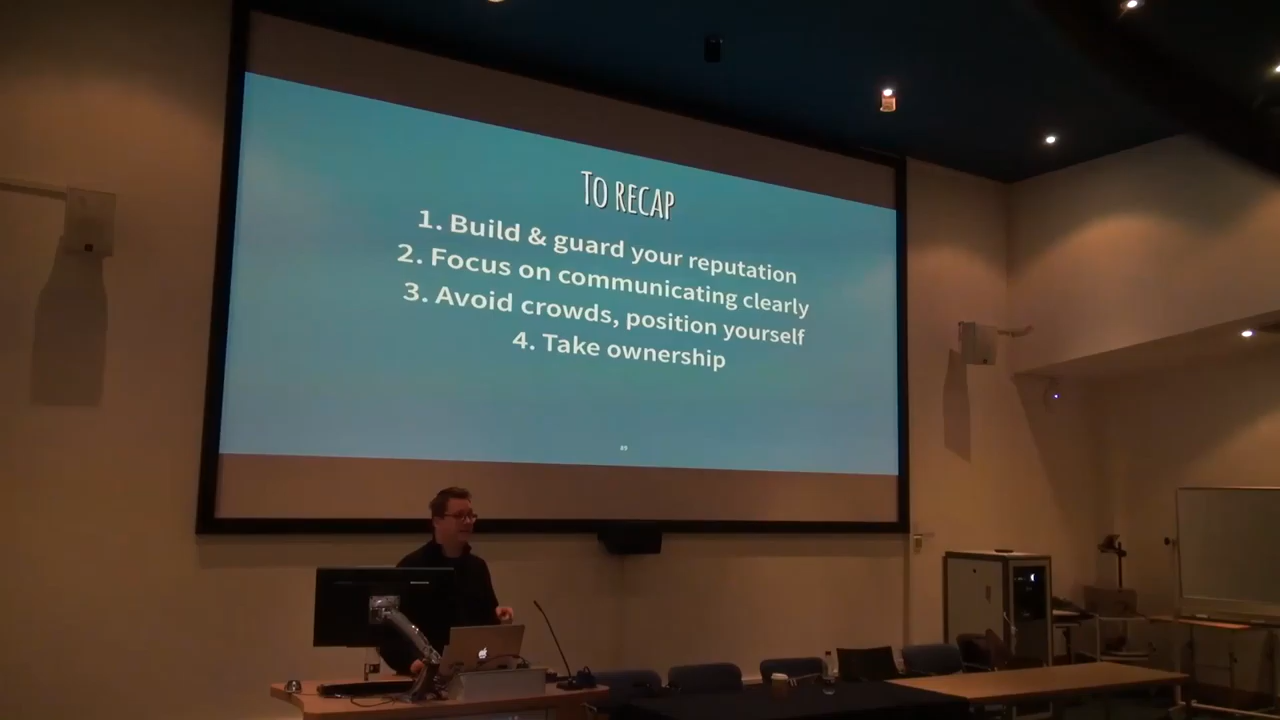 To recap
1. Build & guard your reputation
2. Focus on communicating clearly
3. Avoid crowds, position yourself
4. Take ownership